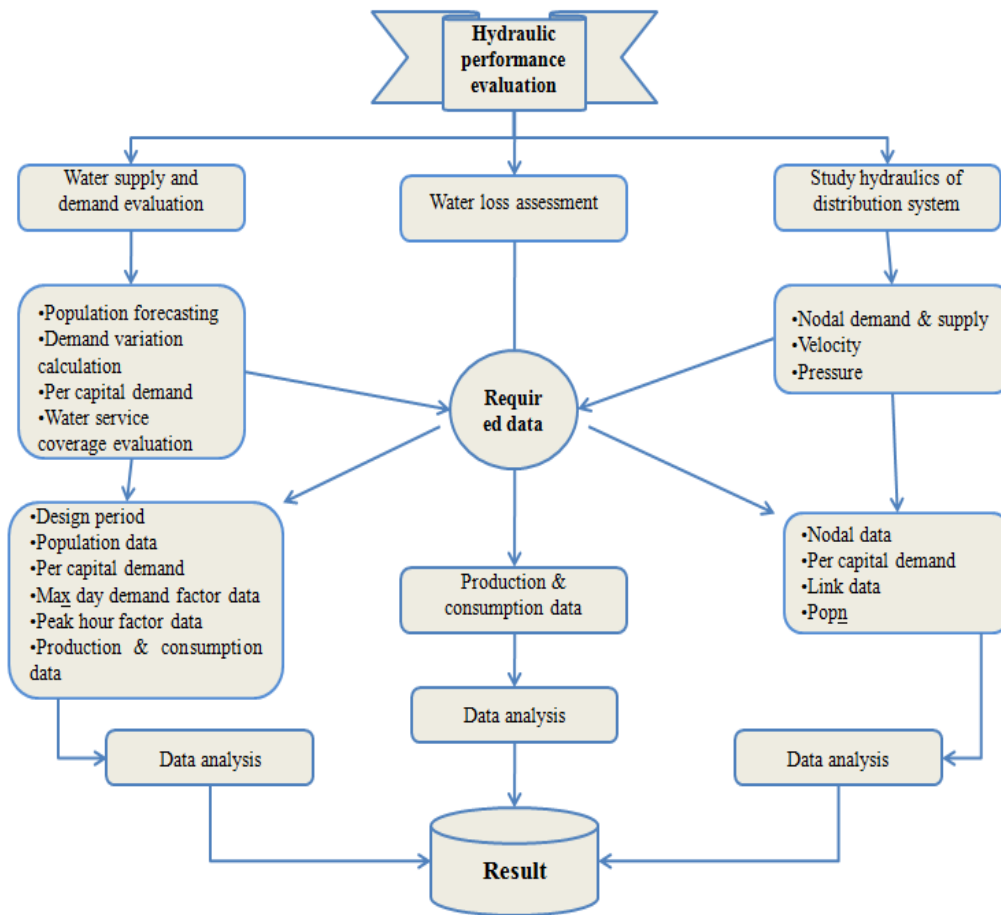 Hydraulic
performance
evaluation
Water supply and
demand evaluation
Water loss assessment
Study hydraulics of
distribution system
•Population forecasting
•Demand variation
calculation
•Per capital demand
•Water service
coverage evaluation
•Nodal demand & supply
•Velocity
•Pressure
Requir
ed data
•Design period
•Population data
•Per capital demand
•Max day demand factor data
•Peak hour factor data
•Production & consumption
data
Production &
consumption data
•Nodal data
•Per capital demand
•Link data
•Popn
Data analysis
Data analysis
Data analysis
Result